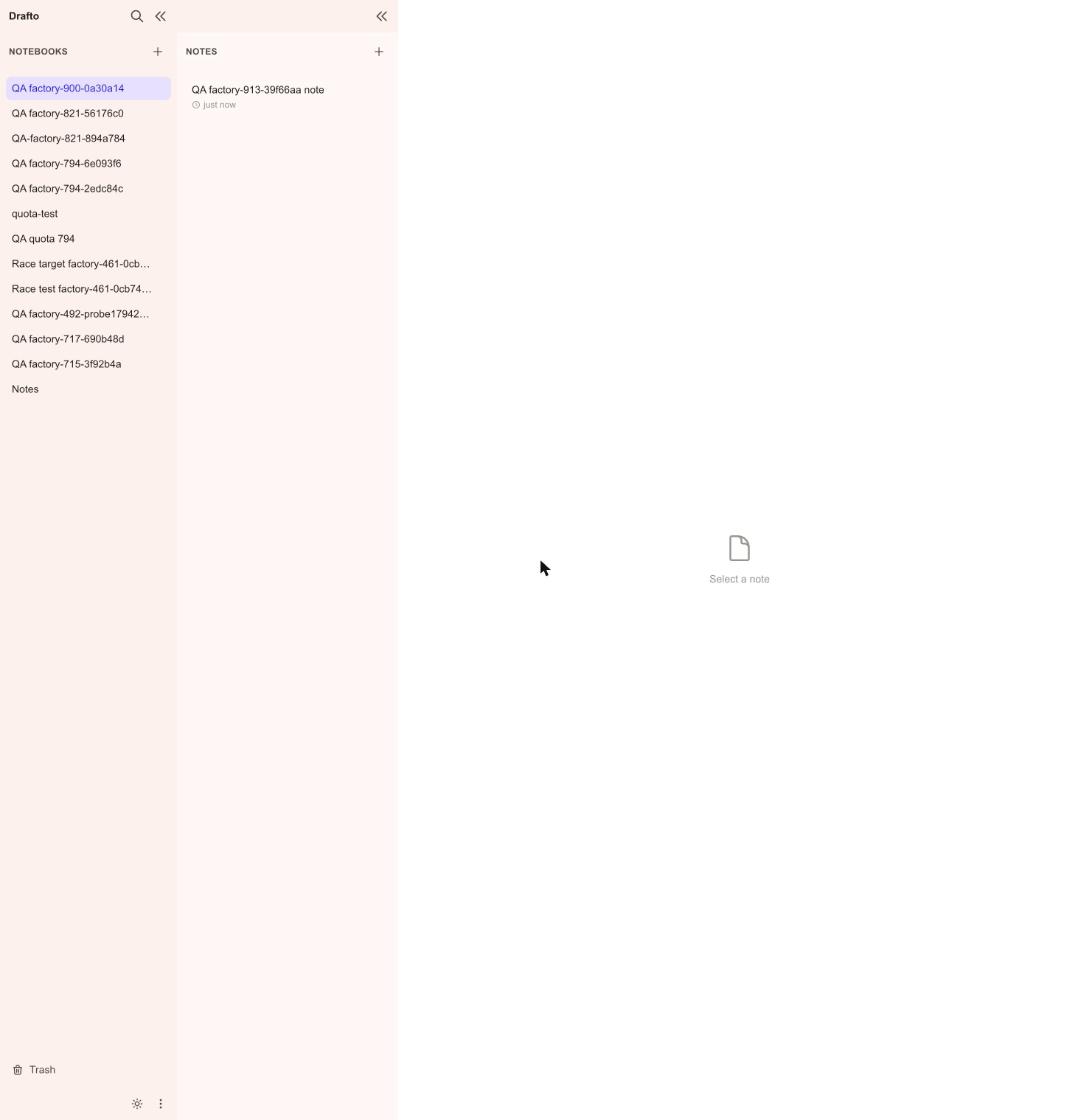 Drafto
NOTEBOOKS
QA factory-900-0a30a14
QA factory-821-56176c0
QA-factory-821-894a784
QA factory-794-6e093f6
QA factory-794-2edc84c
quota-test
QA quota 794
Race target factory-461-0cb…
Race test factory-461-0cb74…
QA factory-492-probe17942…
QA factory-717-690b48d
QA factory-715-3f92b4a
Notes
Trash
NOTES
QA factory-913-39f66aa note
just now
Select a note